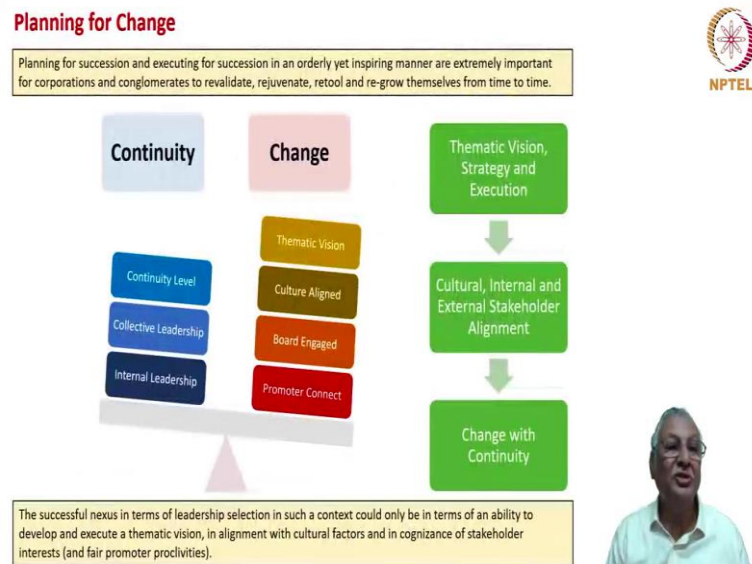 Planning for Change
NPTEL
Planning for succession and executing for succession in an orderly yet inspiring manner are extremely important
for corporations and conglomerates to revalidate, rejuvenate, retool and re-grow themselves from time to time.
Continuity
Change
Continuity Level
Collective Leadership
Internal Leadership
Thematic Vision
Culture Aligned
Board Engaged
Promoter Connect
Thematic Vision,
Strategy and
Execution
Cultural, Internal and
External Stakeholder
Alignment
Change with
Continuity
The successful nexus in terms of leadership selection in such a context could only be in terms of an ability to
develop and execute a thematic vision, in alignment with cultural factors and in cognizance of stakeholder
interests (and fair promoter proclivities).